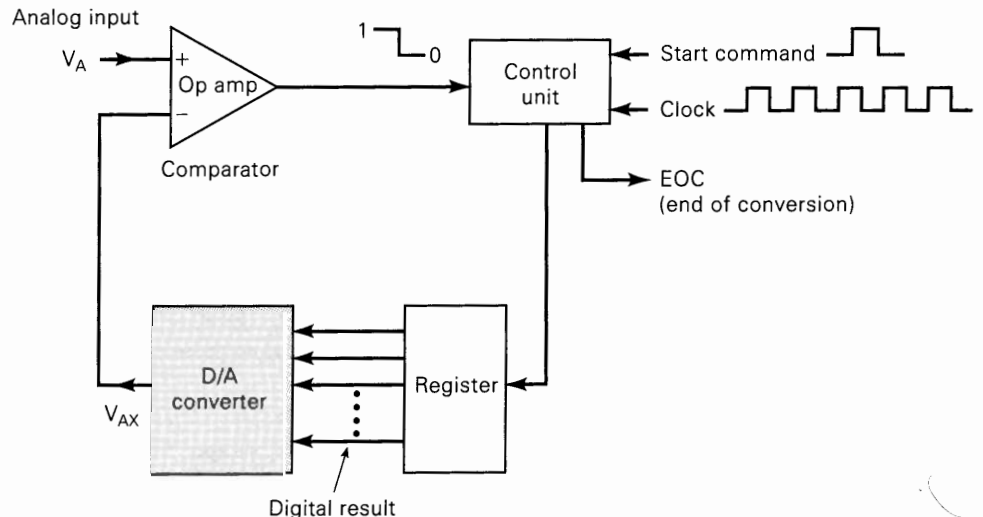 Analog input
V_A
+
Op amp
−
Comparator
1
0
Control
unit
Start command
Clock
EOC
(end of conversion)
D/A
converter
V_AX
Register
Digital result